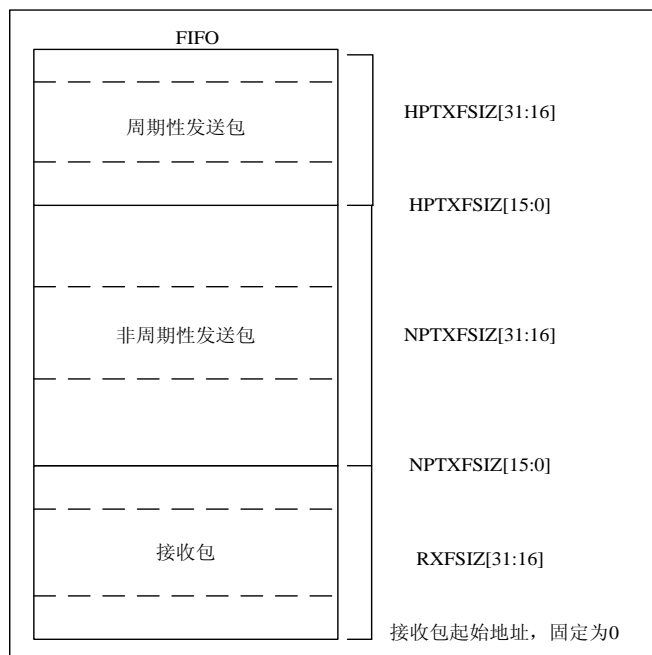 FIFO
周期性发送包
HPTXFSIZ[31:16]
HPTXFSIZ[15:0]
非周期性发送包
NPTXFSIZ[31:16]
NPTXFSIZ[15:0]
接收包
RXFSIZ[31:16]
接收包起始地址，固定为0